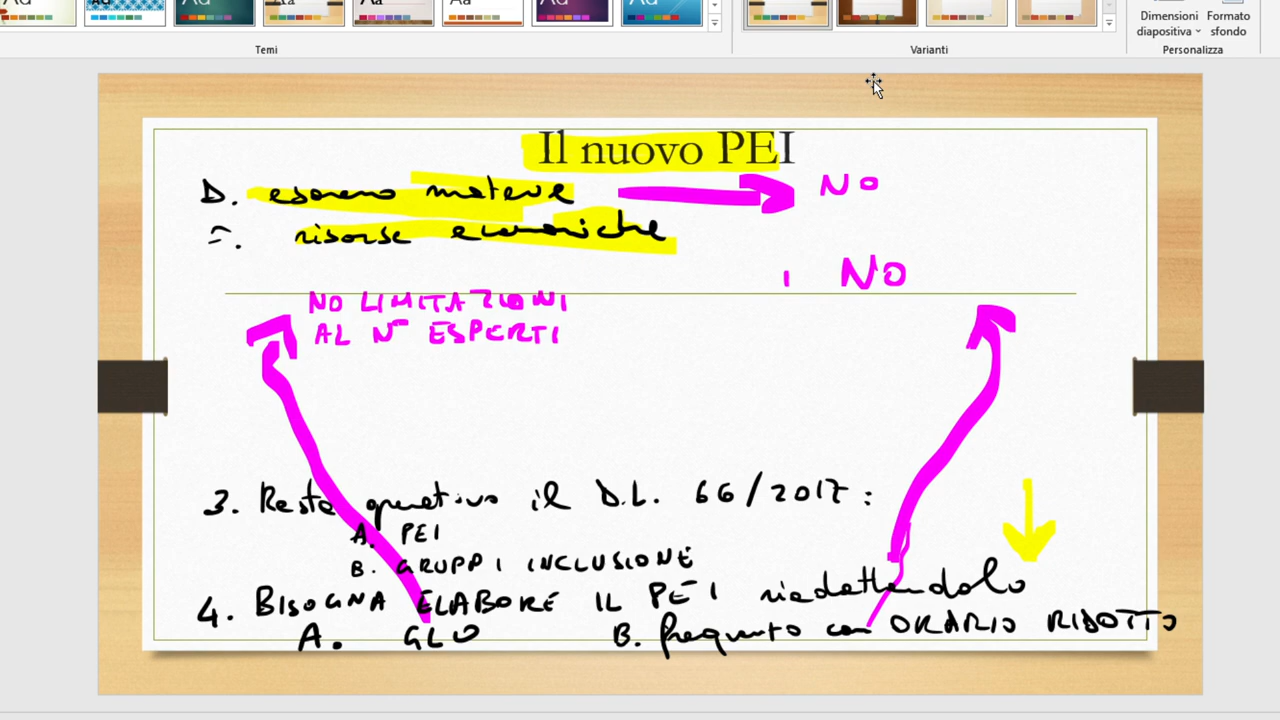 Aa
Temi
Varianti
Dimensioni
diapositiva
Formato
sfondo
Personalizza
Il nuovo PEI
D. esonero materie NO
risorse economiche
NO
NO LIMITAZIONI
AL N° ESPERTI
3. Resta operativo il D.L. 66/2017:
A. PEI
B. GRUPPI INCLUSIONE
4. BISOGNA ELABORE IL PEI riadattandolo
A. GLO B. frequenta con ORARIO RIDOTTO